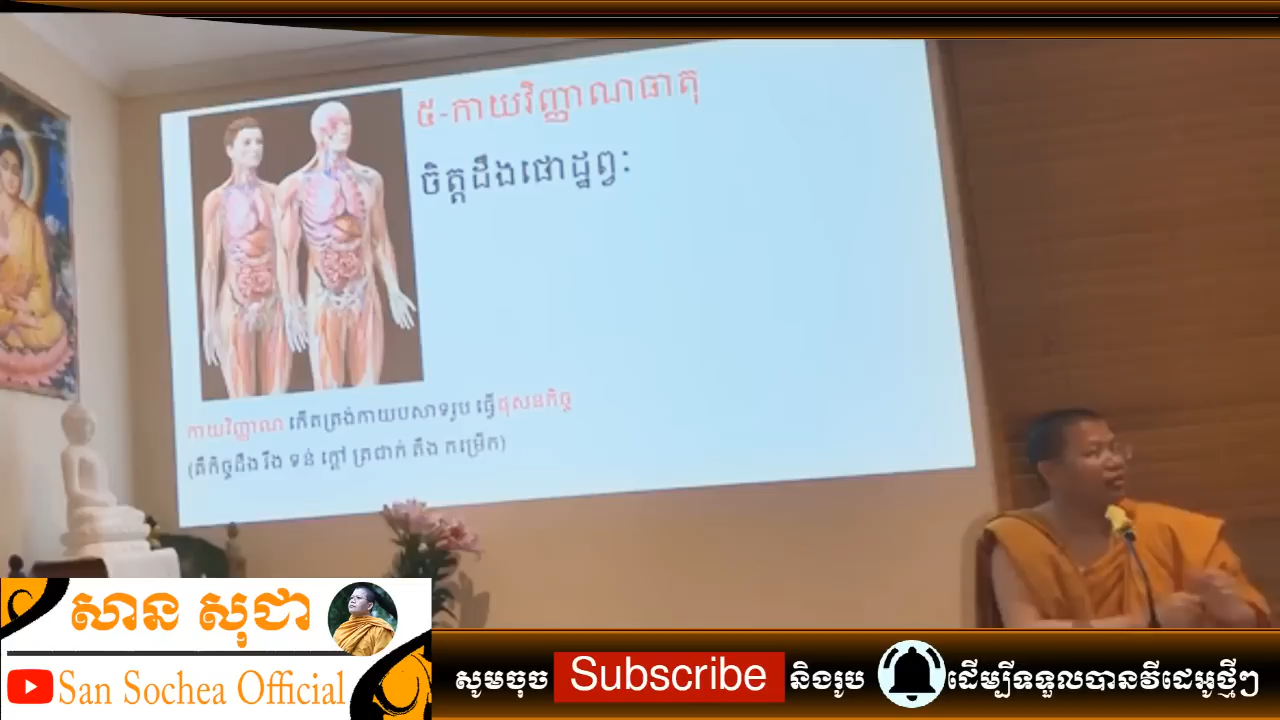 ៥-កាយវិញ្ញាណធាតុ
ចិត្តដឹងផោដ្ឋព្វៈ
កាយវិញ្ញាណ កើតត្រង់កាយបសាទរូប ធ្វើផុសនកិច្ច
(គឺកិច្ចដឹង រឹង ទន់ ក្ដៅ ត្រជាក់ តឹង កម្រើក)
សាន សុជា
San Sochea Official
សូមចុច Subscribe និងរូប ដើម្បីទទួលបានវីដេអូថ្មីៗ